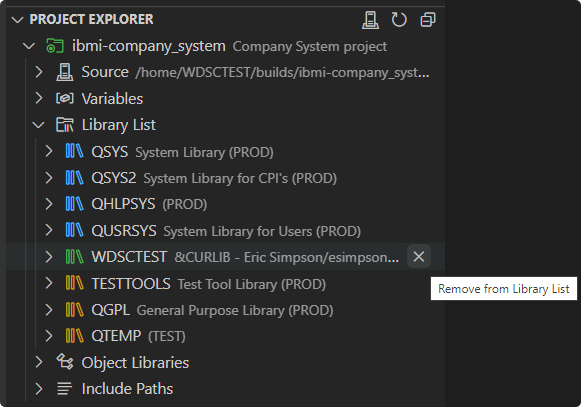 PROJECT EXPLORER
ibmi-company_system Company System project
Source /home/WDSCTEST/builds/ibmi-company_syst...
Variables
Library List
QSYS System Library (PROD)
QSYS2 System Library for CPI's (PROD)
QHLPSYS (PROD)
QUSRSYS System Library for Users (PROD)
WDSCTEST &CURLIB - Eric Simpson/esimpson...
TESTTOOLS Test Tool Library (PROD)
Remove from Library List
QGPL General Purpose Library (PROD)
QTEMP (TEST)
Object Libraries
Include Paths